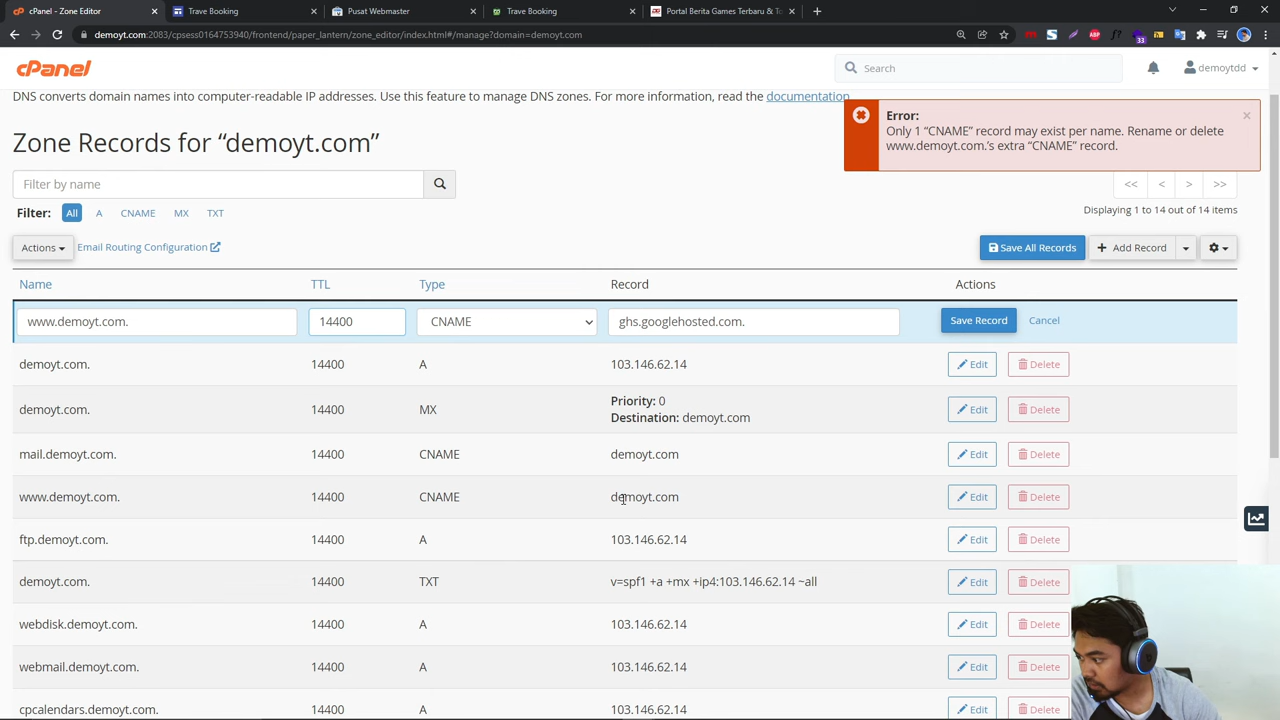 cPanel - Zone Editor
Trave Booking
Pusat Webmaster
Trave Booking
Portal Berita Games Terbaru & Te
demoyt.com:2083/cpsess0164753940/frontend/paper_lantern/zone_editor/index.html#/manage?domain=demoyt.com
33
cPanel
Search
demoytdd
DNS converts domain names into computer-readable IP addresses. Use this feature to manage DNS zones. For more information, read the documentation
Error:
Only 1 “CNAME” record may exist per name. Rename or delete
www.demoyt.com.’s extra “CNAME” record.
Zone Records for “demoyt.com”
Filter by name
<< < > >>
Filter: All A CNAME MX TXT
Displaying 1 to 14 out of 14 items
Actions Email Routing Configuration
Save All Records + Add Record
Name TTL Type Record Actions
www.demoyt.com. 14400 CNAME ghs.googlehosted.com. Save Record Cancel
demoyt.com. 14400 A 103.146.62.14 Edit Delete
demoyt.com. 14400 MX Priority: 0 Edit Delete
Destination: demoyt.com
mail.demoyt.com. 14400 CNAME demoyt.com Edit Delete
www.demoyt.com. 14400 CNAME demoyt.com Edit Delete
ftp.demoyt.com. 14400 A 103.146.62.14 Edit Delete
demoyt.com. 14400 TXT v=spf1 +a +mx +ip4:103.146.62.14 ~all Edit Delete
webdisk.demoyt.com. 14400 A 103.146.62.14 Edit Delete
webmail.demoyt.com. 14400 A 103.146.62.14 Edit Delete
cpcalendars.demoyt.com. 14400 A 103.146.62.14 Edit Delete